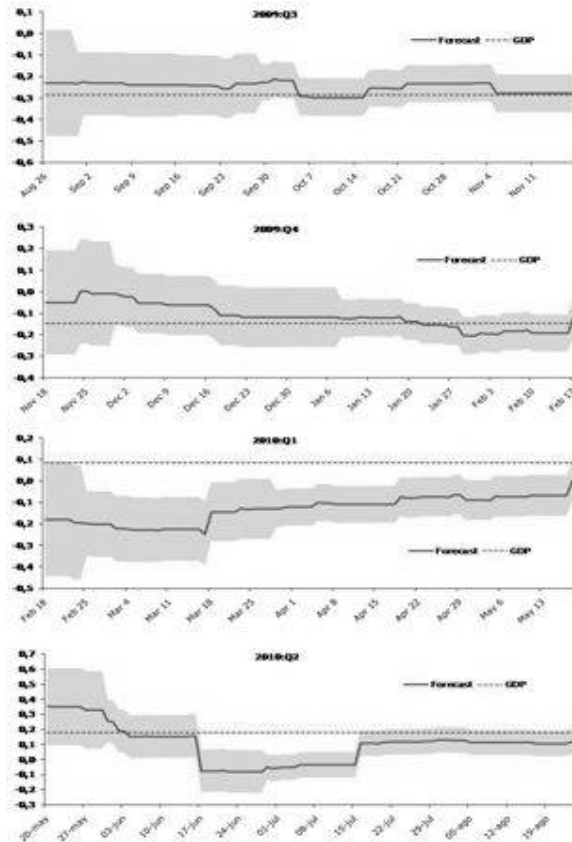 2009:Q3
Forecast GDP
0,1
0,0
-0,1
-0,2
-0,3
-0,4
-0,5
-0,6
Aug 26 Sep 2 Sep 9 Sep 16 Sep 23 Sep 30 Oct 7 Oct 14 Oct 21 Oct 28 Nov 4 Nov 11
2009:Q4
Forecast GDP
0,3
0,2
0,1
0,0
-0,1
-0,2
-0,3
-0,4
Nov 18 Nov 25 Dec 2 Dec 9 Dec 16 Dec 23 Dec 30 Jan 6 Jan 13 Jan 20 Jan 27 Feb 3 Feb 10 Feb 17
2010:Q1
0,2
0,1
0,0
-0,1
-0,2
-0,3
-0,4
-0,5
Forecast GDP
Feb 18 Feb 25 Mar 4 Mar 11 Mar 18 Mar 25 Apr 1 Apr 8 Apr 15 Apr 22 Apr 29 May 6 May 13
2010:Q2
Forecast GDP
0,7
0,6
0,5
0,4
0,3
0,2
0,1
0,0
-0,1
-0,2
-0,3
20-may 27-may 03-jun 10-jun 17-jun 24-jun 01-jul 08-jul 15-jul 22-jul 29-jul 05-ago 12-ago 19-ago